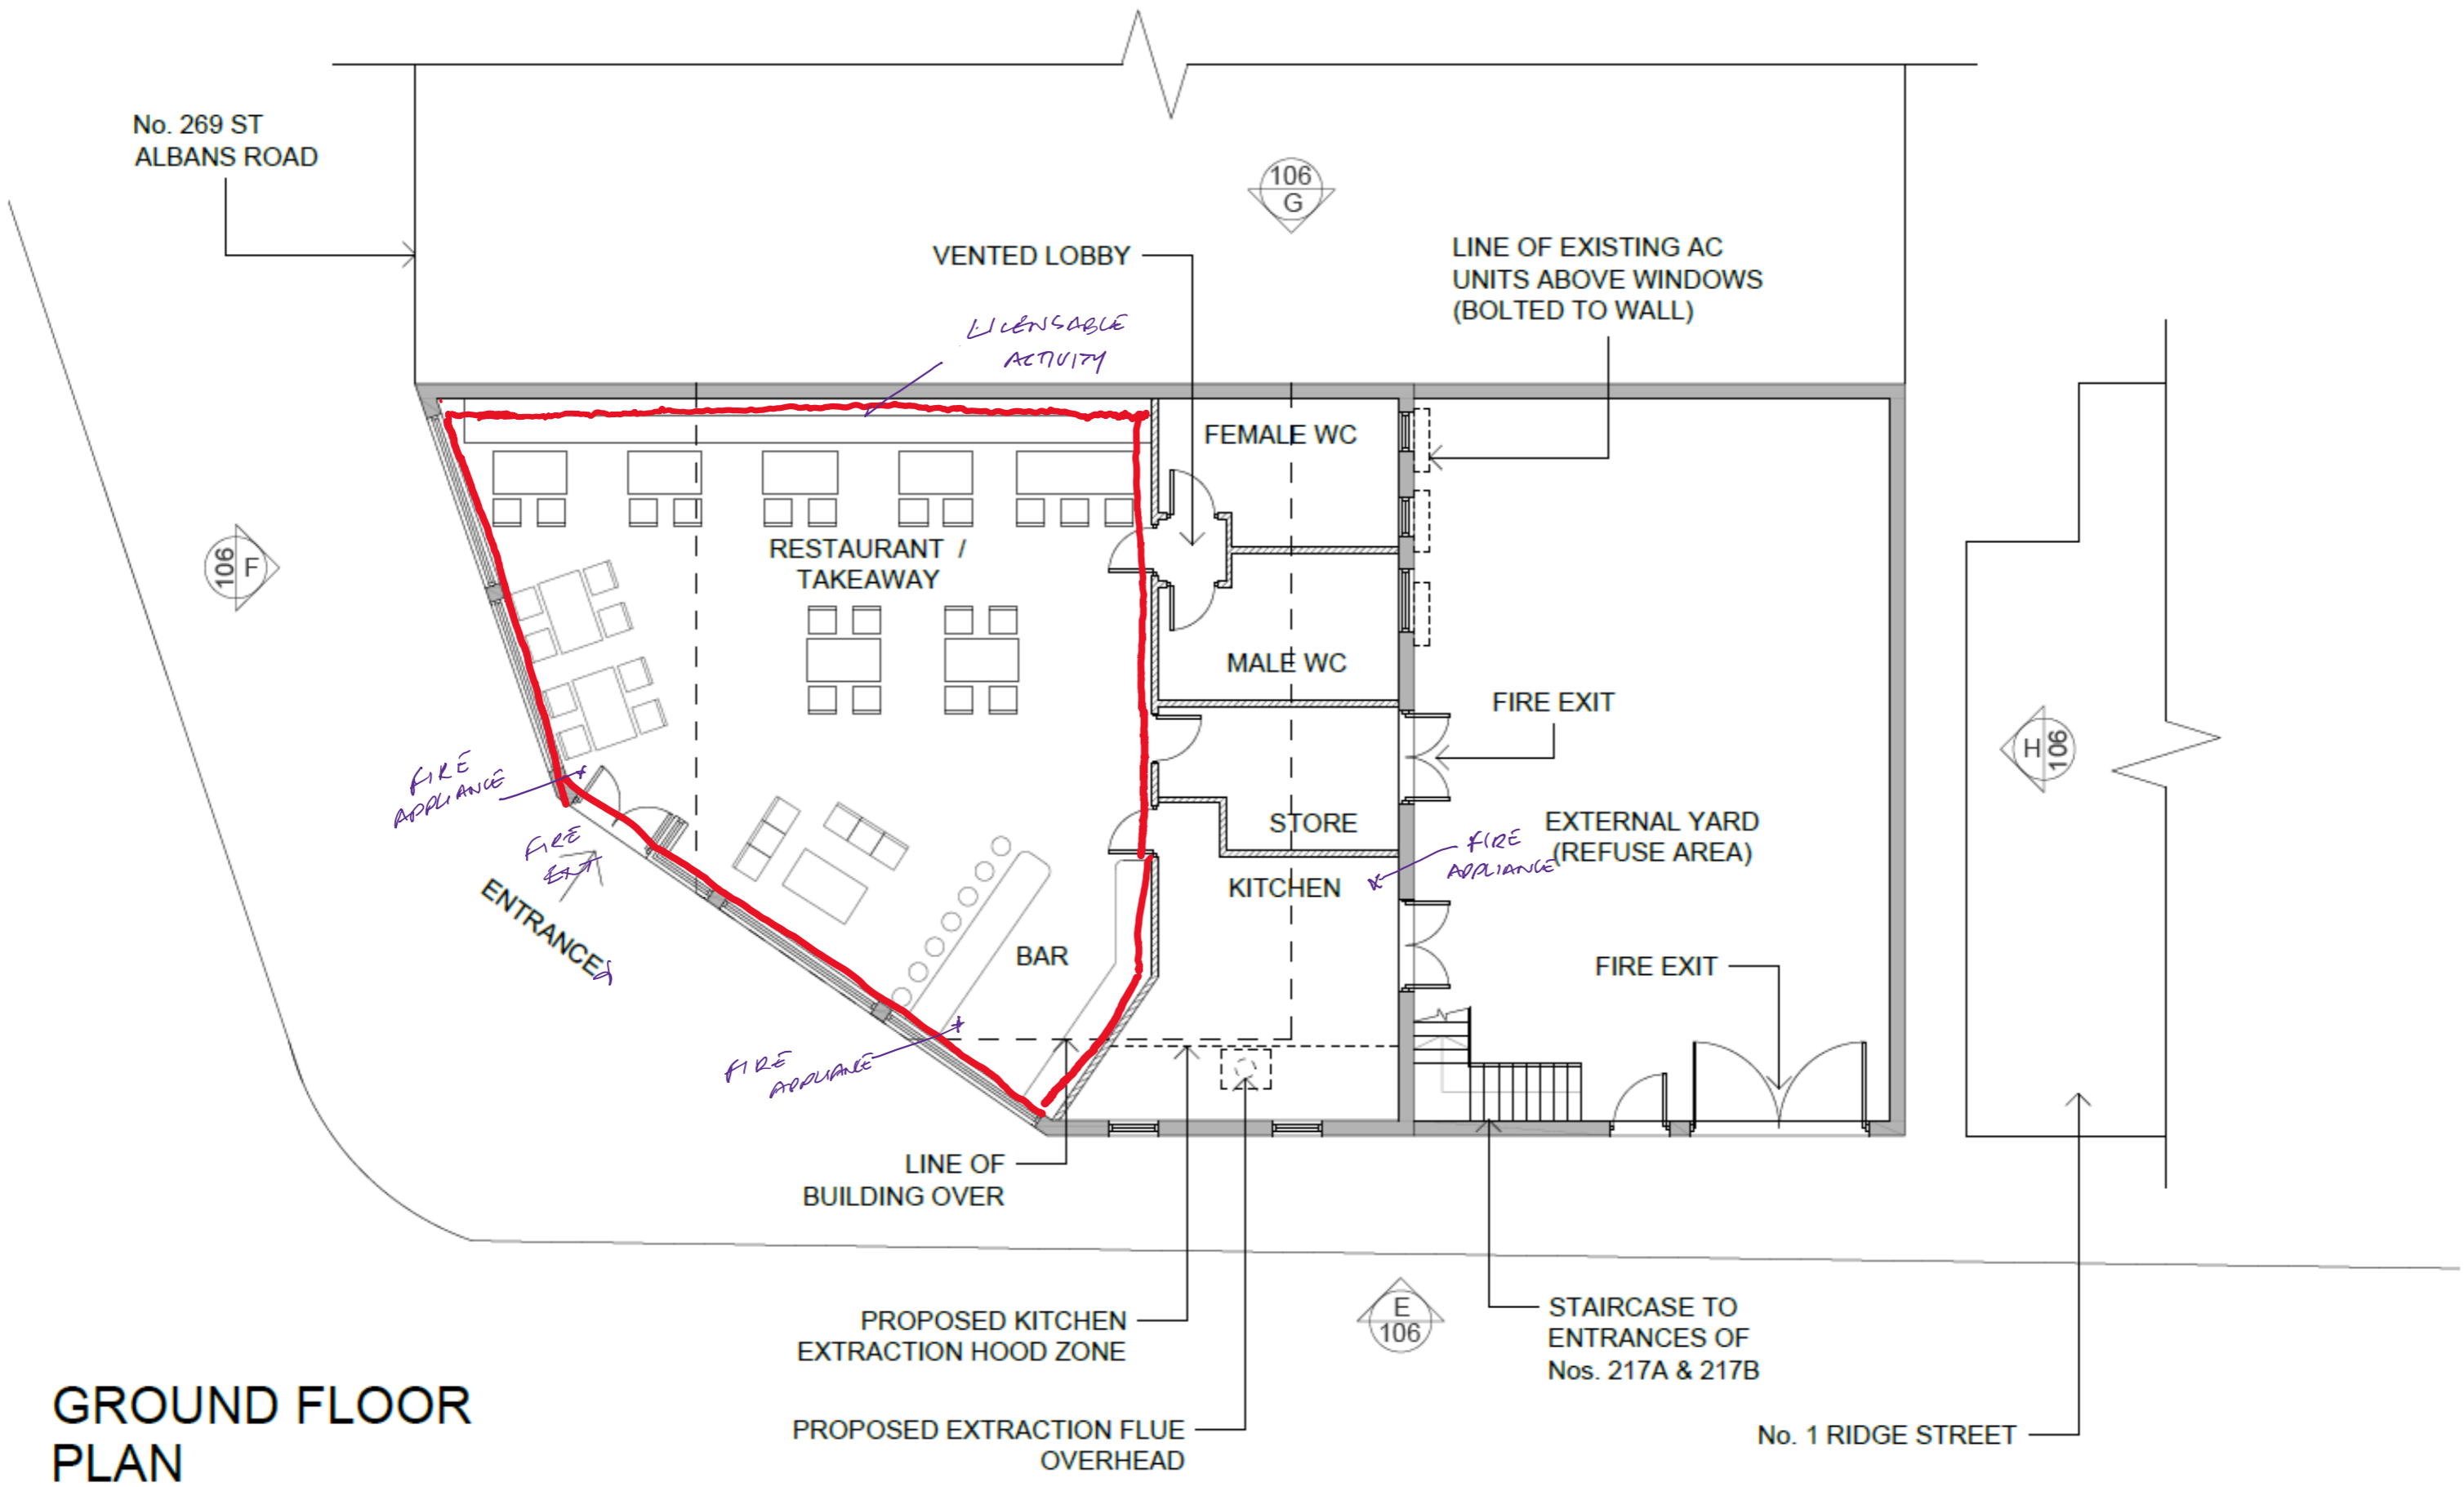 No. 269 ST
ALBANS ROAD
106
G
VENTED LOBBY
LINE OF EXISTING AC
UNITS ABOVE WINDOWS
(BOLTED TO WALL)
LICENSABLE
ACTIVITY
FEMALE WC
106
F
RESTAURANT /
TAKEAWAY
MALE WC
FIRE EXIT
H
106
FIRE
APPLIANCE
FIRE
EXIT
ENTRANCE
STORE
EXTERNAL YARD
(REFUSE AREA)
FIRE
APPLIANCE
KITCHEN
BAR
FIRE EXIT
FIRE
APPLIANCE
LINE OF
BUILDING OVER
PROPOSED KITCHEN
EXTRACTION HOOD ZONE
E
106
STAIRCASE TO
ENTRANCES OF
Nos. 217A & 217B
PROPOSED EXTRACTION FLUE
OVERHEAD
No. 1 RIDGE STREET
GROUND FLOOR
PLAN